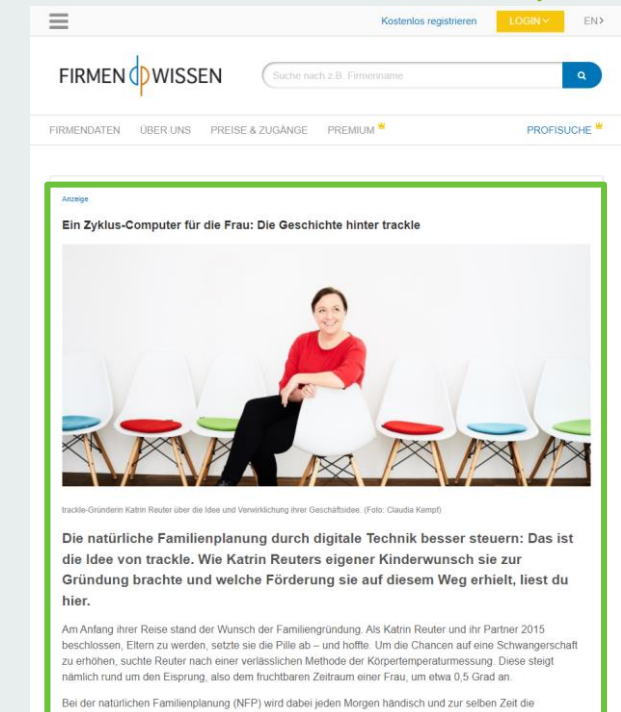 Kostenlos registrieren LOGIN EN
FIRMEN WISSEN Suche nach z.B. Firmenname
FIRMENDATEN ÜBER UNS PREISE & ZUGÄNGE PREMIUM PROFISUCHE
Anzeige
Ein Zyklus-Computer für die Frau: Die Geschichte hinter trackle
trackle-Gründerin Katrin Reuter über die Idee und Verwirklichung ihrer Geschäftsidee. (Foto: Claudia Kempf)
Die natürliche Familienplanung durch digitale Technik besser steuern: Das ist
die Idee von trackle. Wie Katrin Reuters eigener Kinderwunsch sie zur
Gründung brachte und welche Förderung sie auf diesem Weg erhielt, liest du
hier.
Am Anfang ihrer Reise stand der Wunsch der Familiengründung. Als Katrin Reuter und ihr Partner 2015
beschlossen, Eltern zu werden, setzte sie die Pille ab – und hoffte. Um die Chancen auf eine Schwangerschaft
zu erhöhen, suchte Reuter nach einer verlässlichen Methode der Körpertemperaturmessung. Diese steigt
nämlich rund um den Eisprung, also dem fruchtbaren Zeitraum einer Frau, um etwa 0,5 Grad an.
Bei der natürlichen Familienplanung (NFP) wird dabei jeden Morgen händisch und zur selben Zeit die